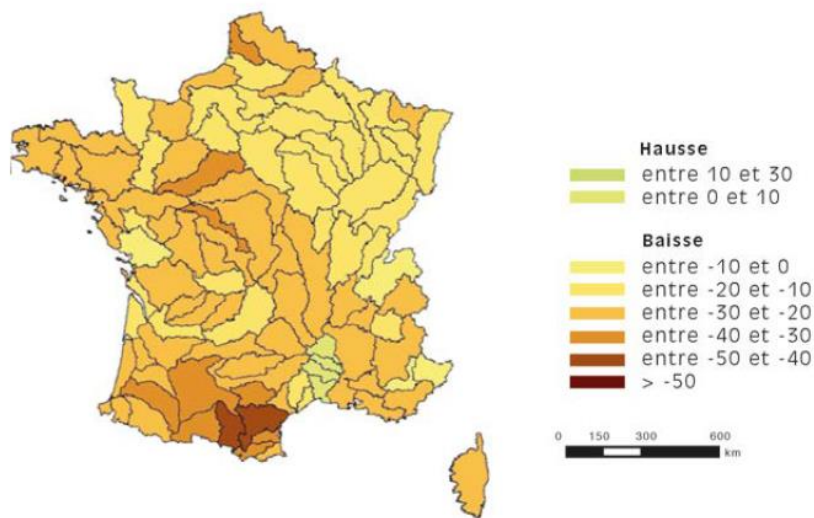 Hausse
entre 10 et 30
entre 0 et 10
Baisse
entre -10 et 0
entre -20 et -10
entre -30 et -20
entre -40 et -30
entre -50 et -40
> -50
0 150 300 600
km